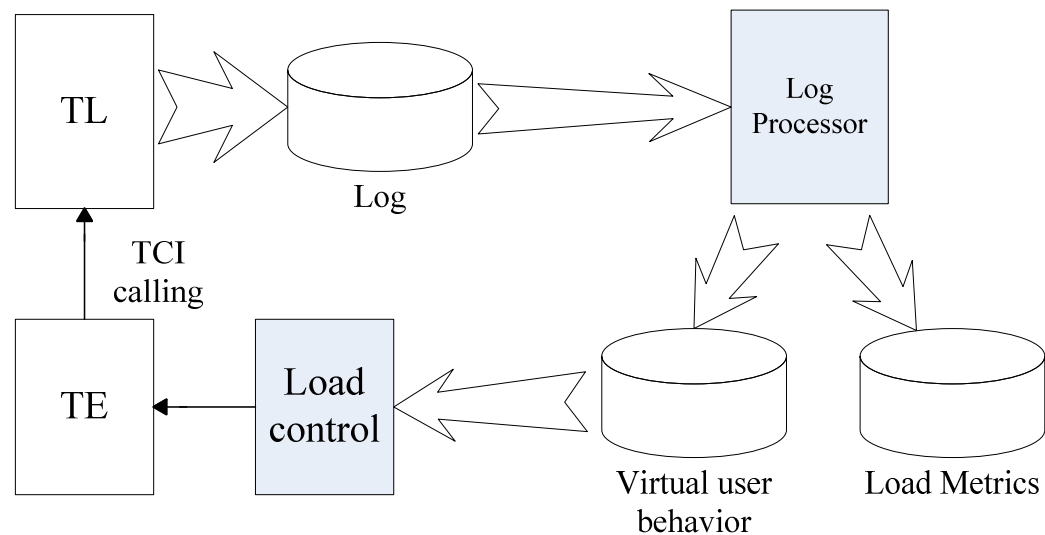 TL
Log
Log
Processor
TCI
calling
TE
Load
control
Virtual user
behavior
Load Metrics